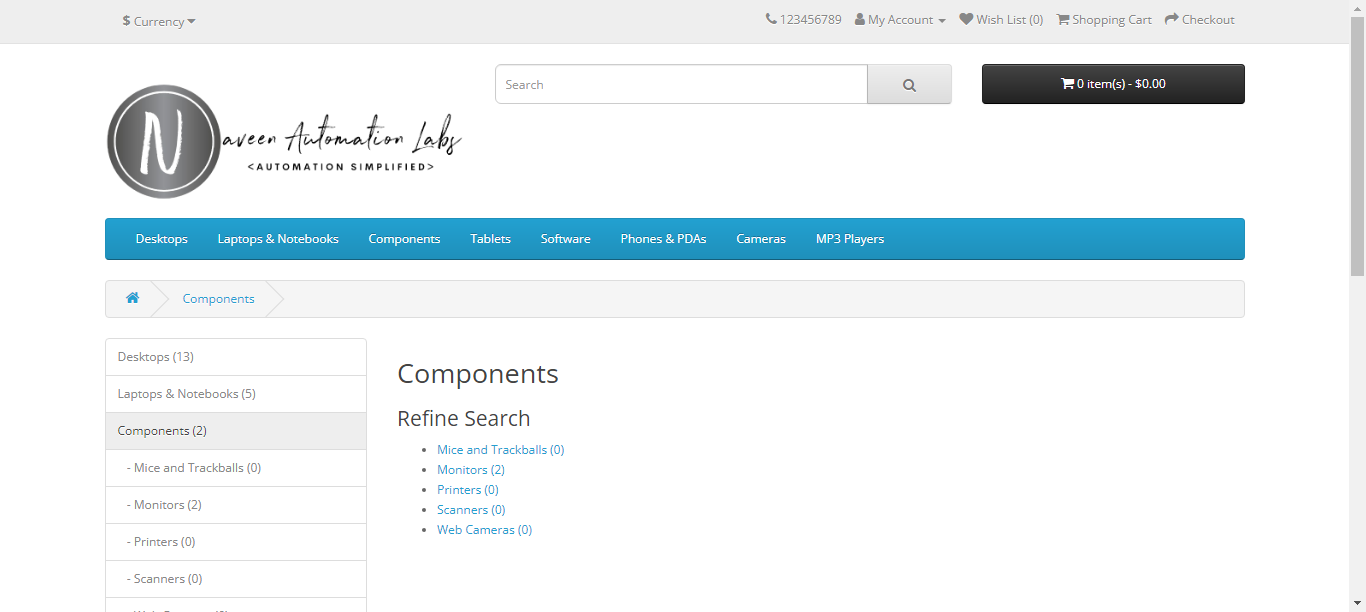 $ Currency
123456789 My Account Wish List (0) Shopping Cart Checkout
Search
0 item(s) - $0.00
N
aveen Automation Labs
<AUTOMATION SIMPLIFIED>
Desktops Laptops & Notebooks Components Tablets Software Phones & PDAs Cameras MP3 Players
Components
Desktops (13)
Laptops & Notebooks (5)
Components (2)
- Mice and Trackballs (0)
- Monitors (2)
- Printers (0)
- Scanners (0)
Components
Refine Search
Mice and Trackballs (0)
Monitors (2)
Printers (0)
Scanners (0)
Web Cameras (0)